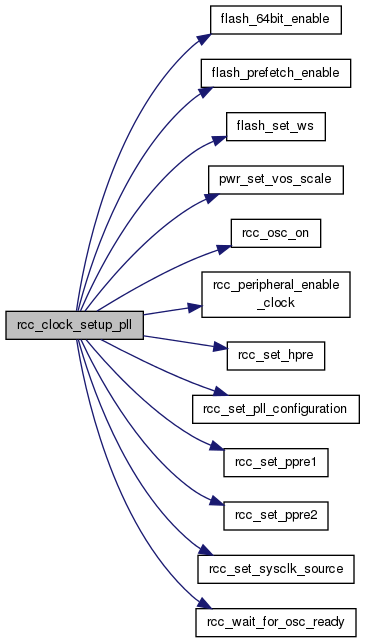 flash_64bit_enable
flash_prefetch_enable
flash_set_ws
pwr_set_vos_scale
rcc_osc_on
rcc_peripheral_enable
_clock
rcc_clock_setup_pll
rcc_set_hpre
rcc_set_pll_configuration
rcc_set_ppre1
rcc_set_ppre2
rcc_set_sysclk_source
rcc_wait_for_osc_ready